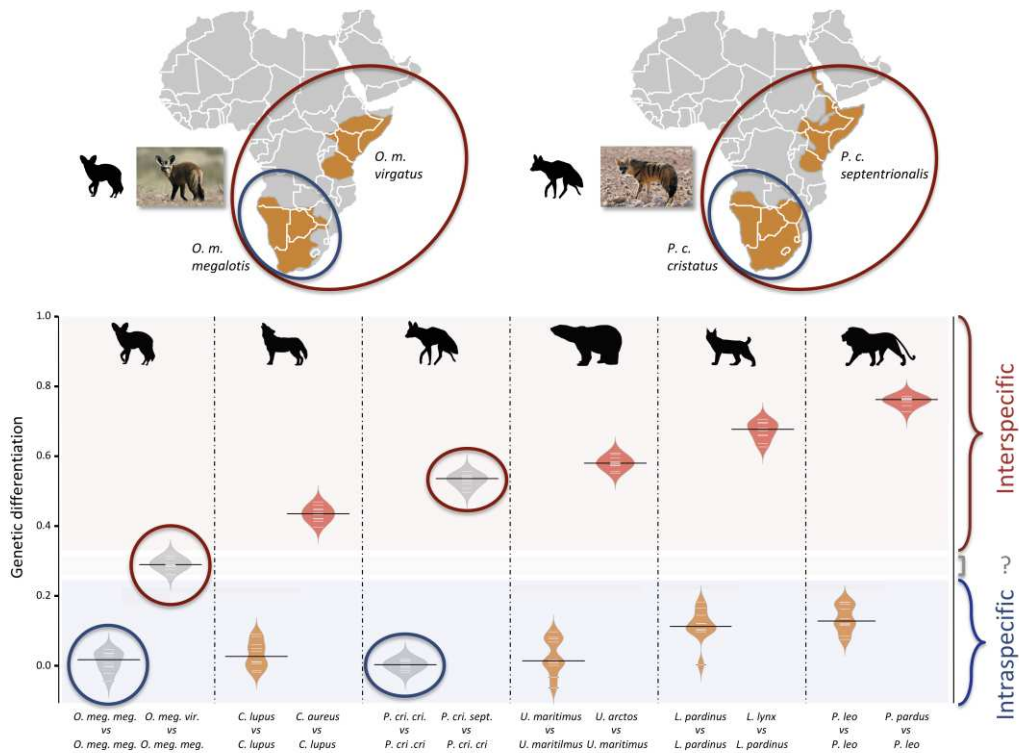 O. m.
virgatus
O. m.
megalotis
P. c.
septentrionalis
P. c.
cristatus
Genetic differentiation
1.0
0.8
0.6
0.4
0.2
0.0
Interspecific
?
Intraspecific
O. meg. meg.
vs
O. meg. meg.
O. meg. vir.
vs
O. meg. meg.
C. lupus
vs
C. lupus
C. aureus
vs
C. lupus
P. cri. cri.
vs
P. cri .cri
P. cri. sept.
vs
P. cri. cri
U. maritimus
vs
U. maritilmus
U. arctos
vs
U. maritimus
L. pardinus
vs
L. pardinus
L. lynx
vs
L. pardinus
P. leo
vs
P. leo
P. pardus
vs
P. leo